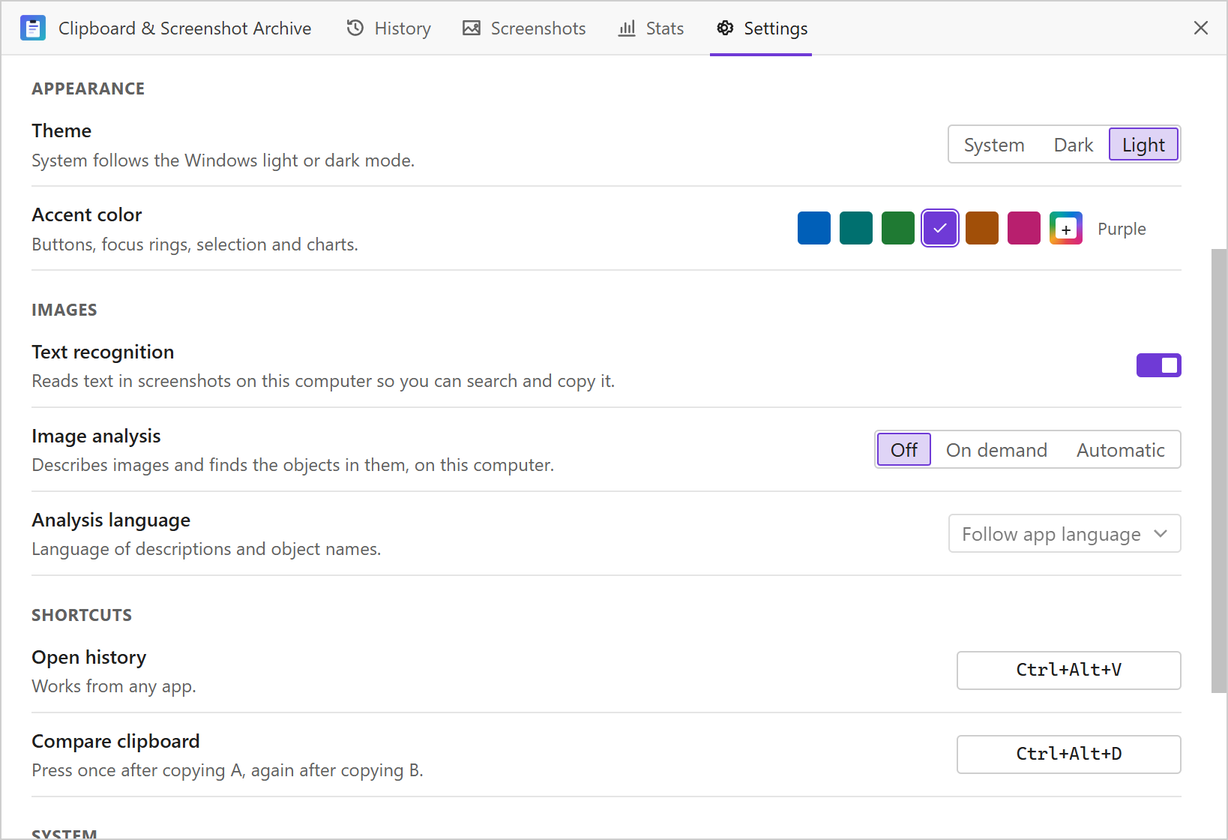 Clipboard & Screenshot Archive History Screenshots Stats Settings
APPEARANCE
Theme
System follows the Windows light or dark mode.
System Dark Light
Accent color
Buttons, focus rings, selection and charts.
Purple
IMAGES
Text recognition
Reads text in screenshots on this computer so you can search and copy it.
Image analysis
Describes images and finds the objects in them, on this computer.
Off On demand Automatic
Analysis language
Language of descriptions and object names.
Follow app language
SHORTCUTS
Open history
Works from any app.
Ctrl+Alt+V
Compare clipboard
Press once after copying A, again after copying B.
Ctrl+Alt+D
SYSTEM